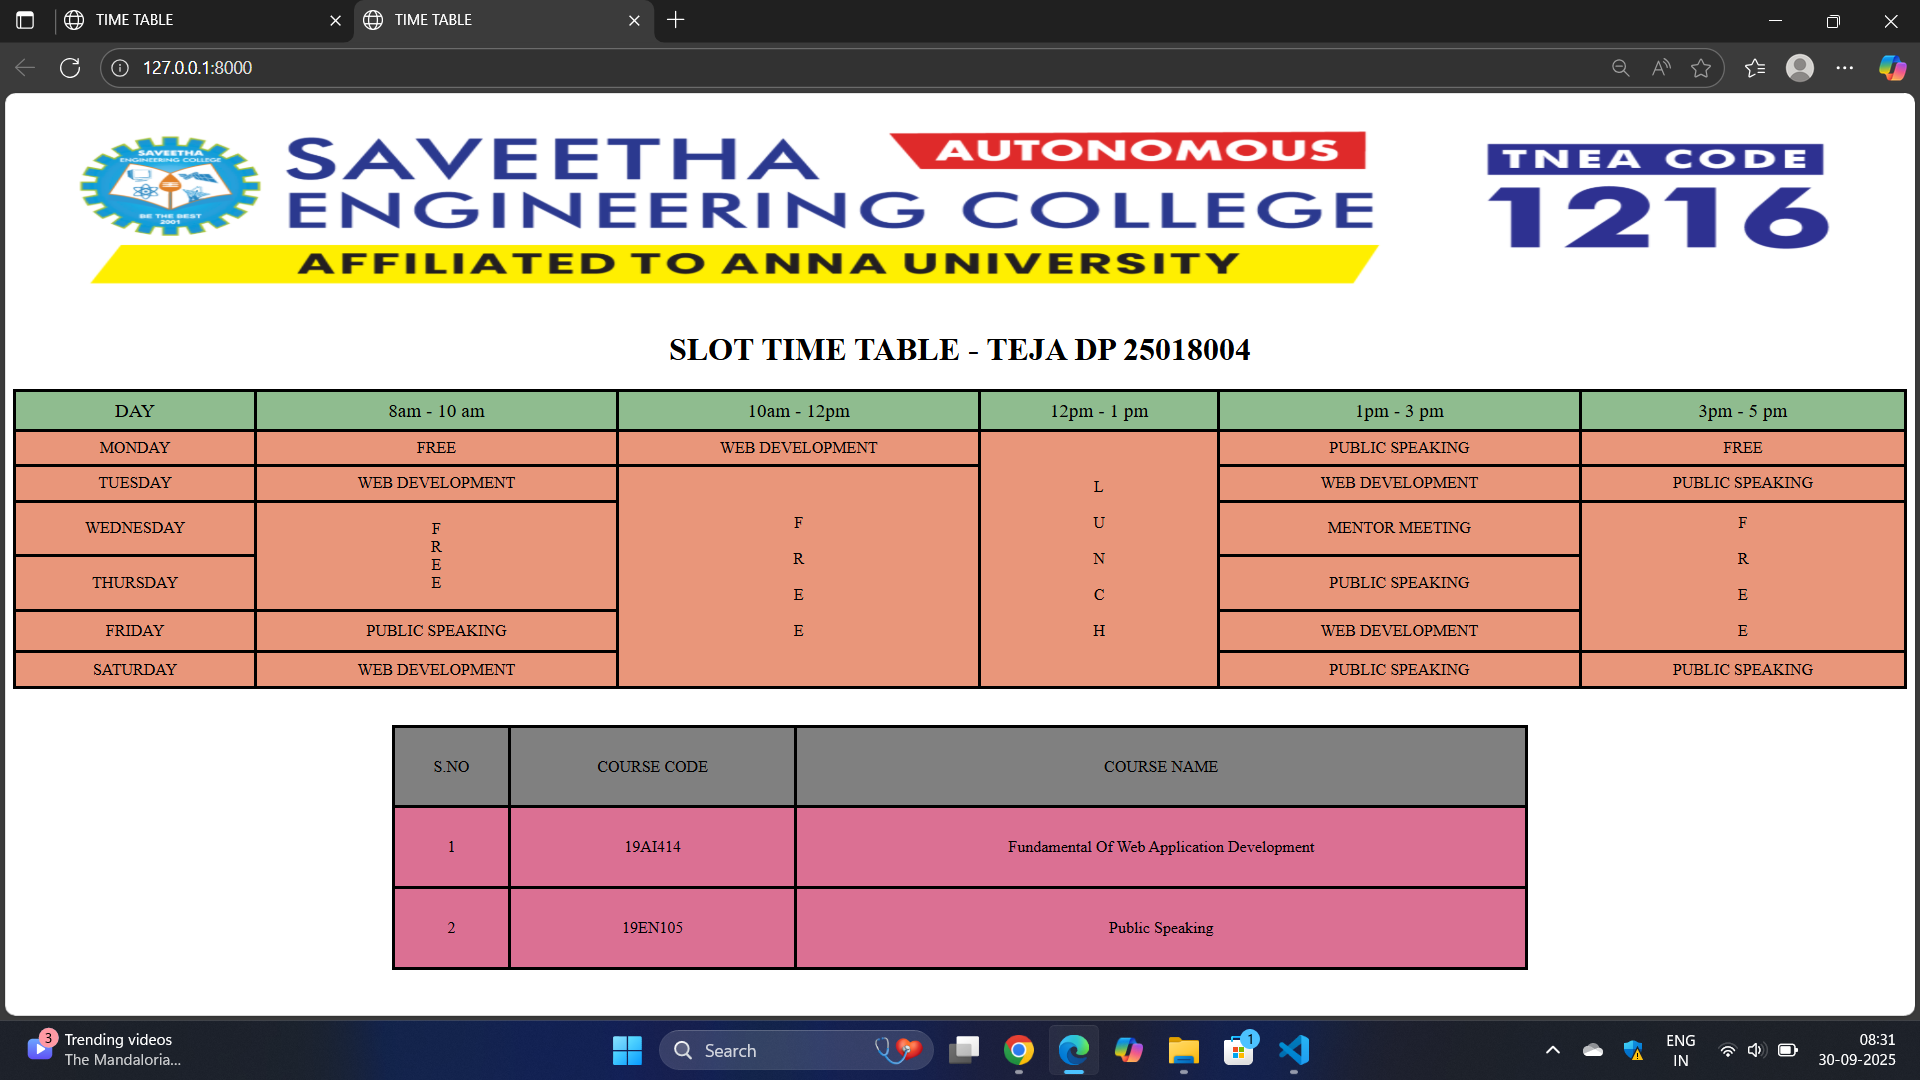 TIME TABLE
TIME TABLE
127.0.0.1:8000
SAVEETHA
ENGINEERING COLLEGE
BE THE BEST
2001
SAVEETHA
AUTONOMOUS
ENGINEERING COLLEGE
AFFILIATED TO ANNA UNIVERSITY
TNEA CODE
1216
SLOT TIME TABLE - TEJA DP 25018004
DAY 8am - 10 am 10am - 12pm 12pm - 1 pm 1pm - 3 pm 3pm - 5 pm
MONDAY FREE WEB DEVELOPMENT PUBLIC SPEAKING FREE
TUESDAY WEB DEVELOPMENT WEB DEVELOPMENT PUBLIC SPEAKING
WEDNESDAY MENTOR MEETING
THURSDAY PUBLIC SPEAKING
FRIDAY PUBLIC SPEAKING WEB DEVELOPMENT
SATURDAY WEB DEVELOPMENT PUBLIC SPEAKING PUBLIC SPEAKING
F
R
E
E
F
R
E
E
L
U
N
C
H
F
R
E
E
S.NO COURSE CODE COURSE NAME
1 19AI414 Fundamental Of Web Application Development
2 19EN105 Public Speaking
3
Trending videos
The Mandaloria...
Search
1
ENG
IN
08:31
30-09-2025